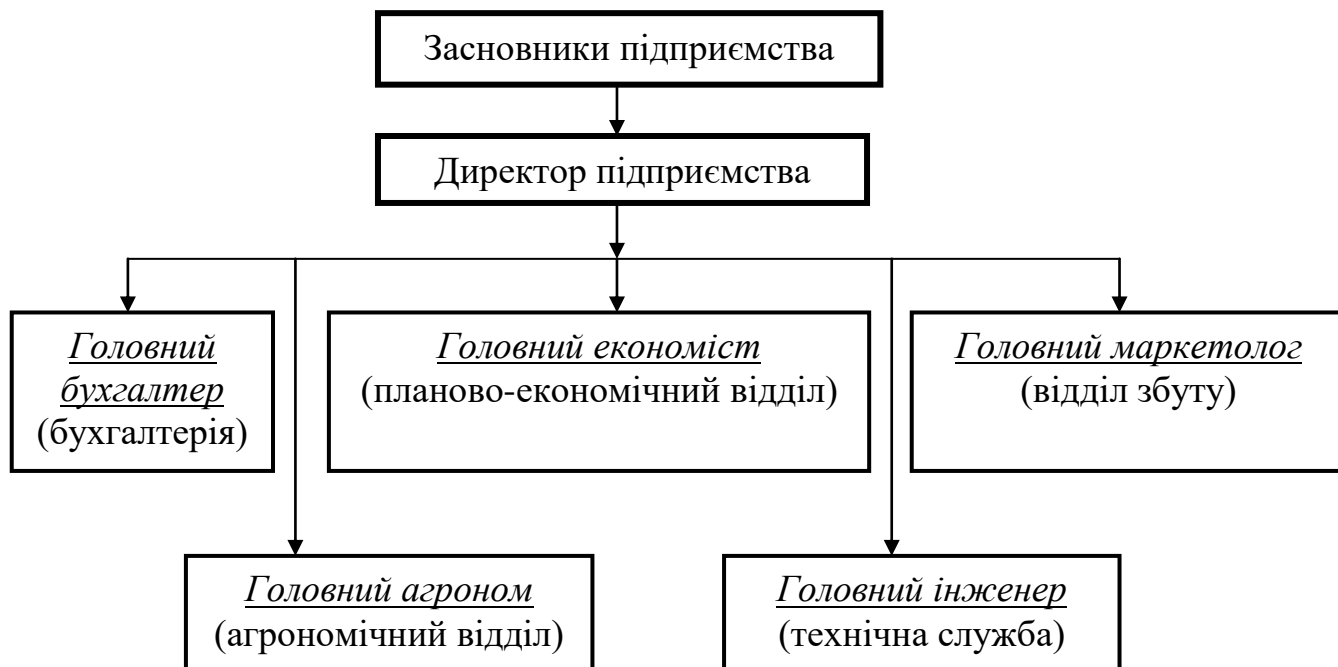 Засновники підприємства
Директор підприємства
Головний
бухгалтер
(бухгалтерія)
Головний економіст
(планово-економічний відділ)
Головний маркетолог
(відділ збуту)
Головний агроном
(агрономічний відділ)
Головний інженер
(технічна служба)